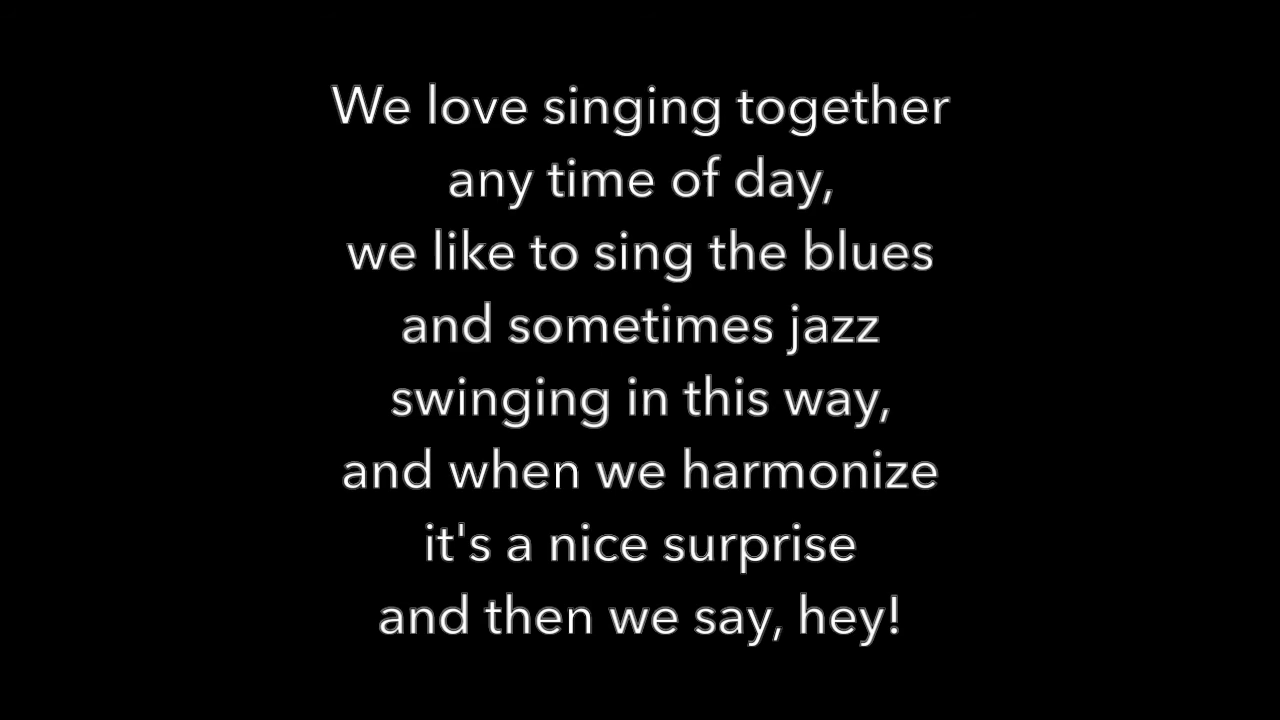 We love singing together
any time of day,
we like to sing the blues
and sometimes jazz
swinging in this way,
and when we harmonize
it's a nice surprise
and then we say, hey!